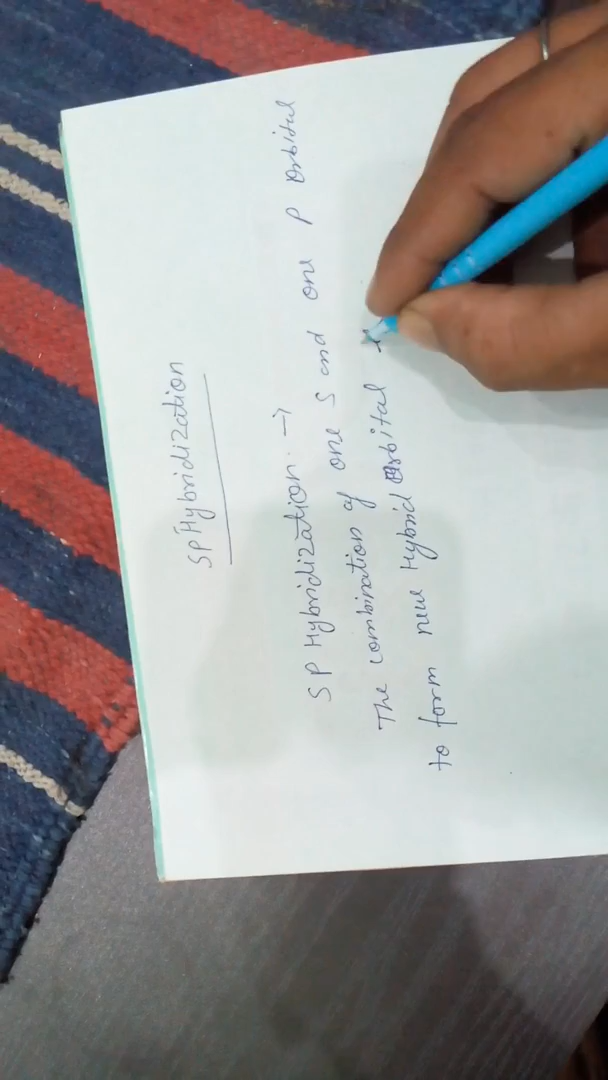 SP Hybridization
SP Hybridization. →
The combination of one S and one P orbital
to form new Hybrid orbital